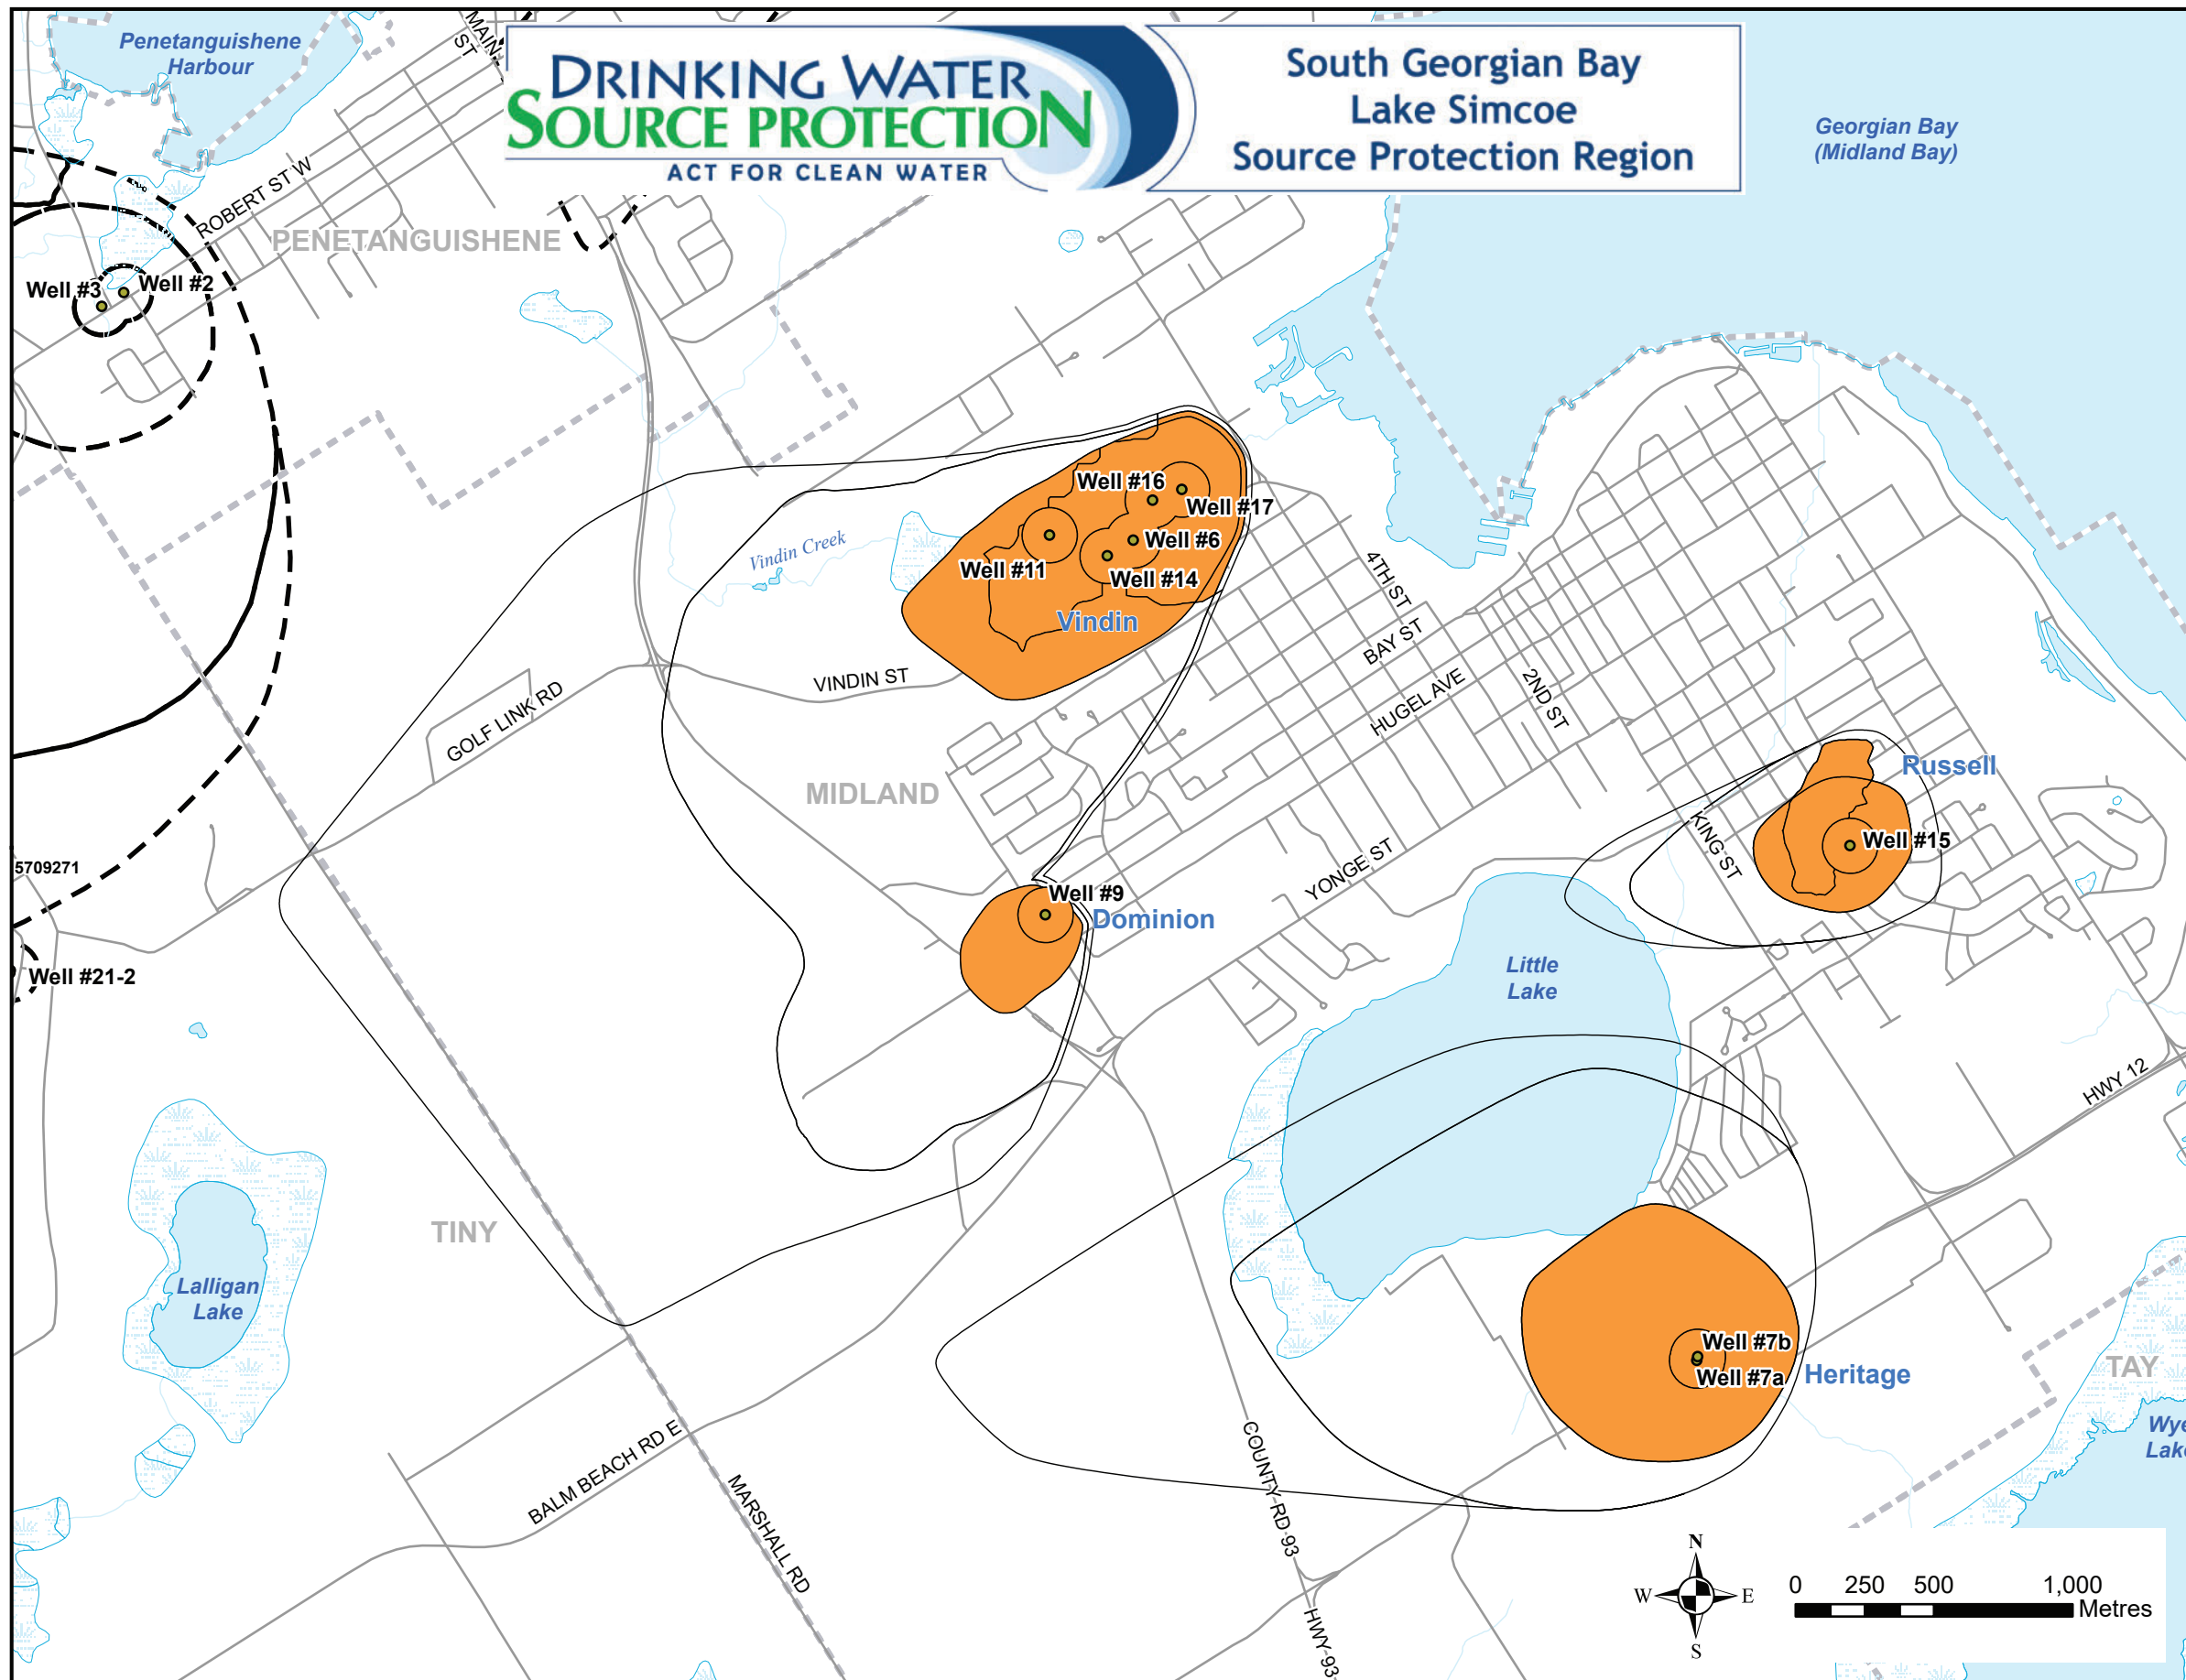 Penetanguishene
Harbour
MAIN
ST
DRINKING WATER
SOURCE PROTECTION
ACT FOR CLEAN WATER
South Georgian Bay
Lake Simcoe
Source Protection Region
Georgian Bay
(Midland Bay)
ROBERT ST W
PENETANGUISHENE
Well #3
Well #2
Well #16
Well #17
Well #6
Well #11
Well #14
Vindin
Vindin Creek
4TH ST
BAY ST
HUGEL AVE
2ND ST
VINDIN ST
GOLF LINK RD
MIDLAND
Russell
KING ST
Well #15
YONGE ST
5709271
Well #9
Dominion
Well #21-2
Little
Lake
HWY 12
TINY
Lalligan
Lake
Well #7b
Well #7a
Heritage
TAY
Wye
Lake
BALM BEACH RD E
MARSHALL RD
COUNTY RD 93
HWY 93
N
W
E
S
0 250 500 1,000
Metres